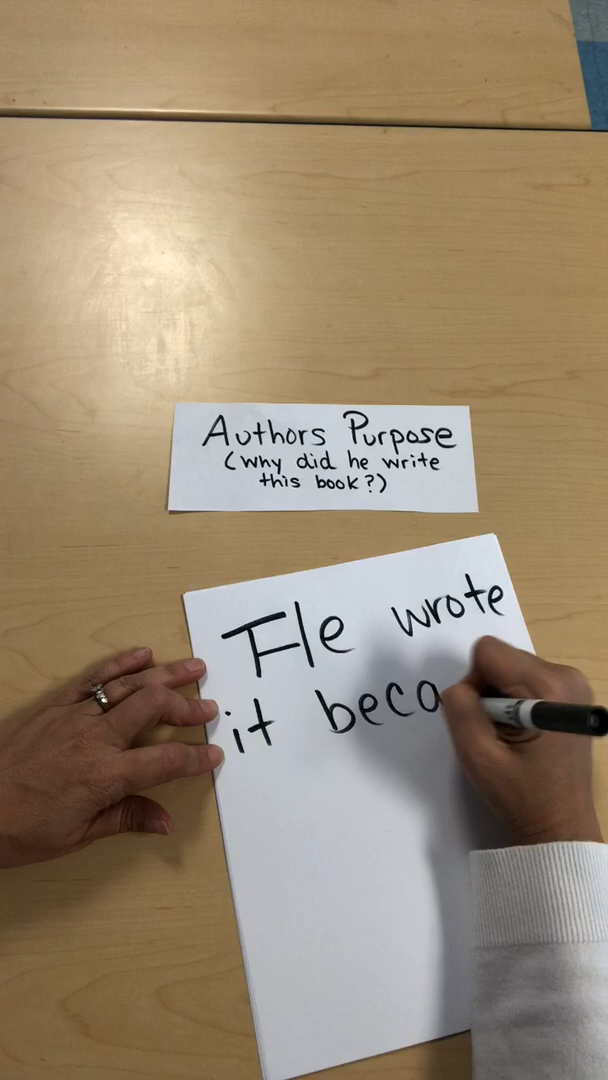 Authors Purpose
(Why did he write
this book?)
He wrote
it beca